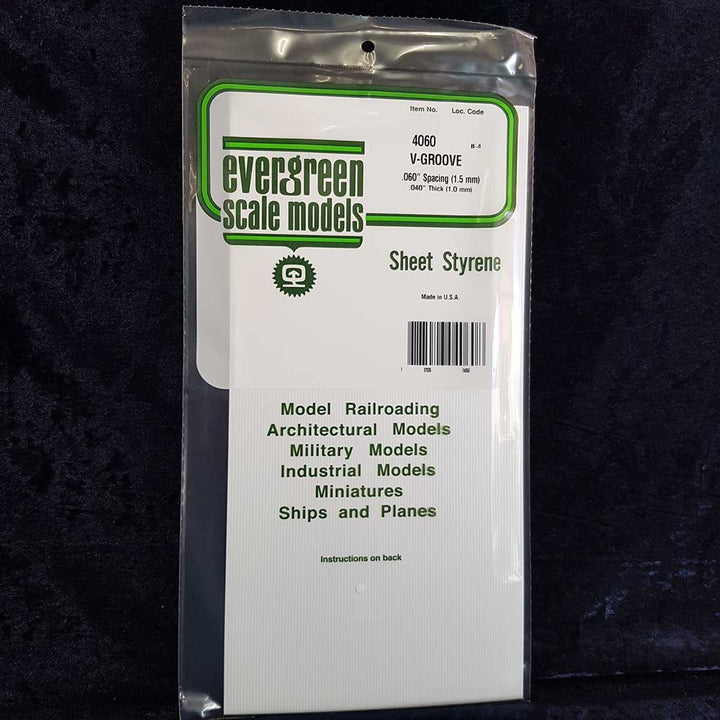 Item No. Loc. Code
4060 B-4
V-GROOVE
.060" Spacing (1.5 mm)
.040" Thick (1.0 mm)
evergreen
scale models
Sheet Styrene
Made in U.S.A.
Model Railroading
Architectural Models
Military Models
Industrial Models
Miniatures
Ships and Planes
Instructions on back